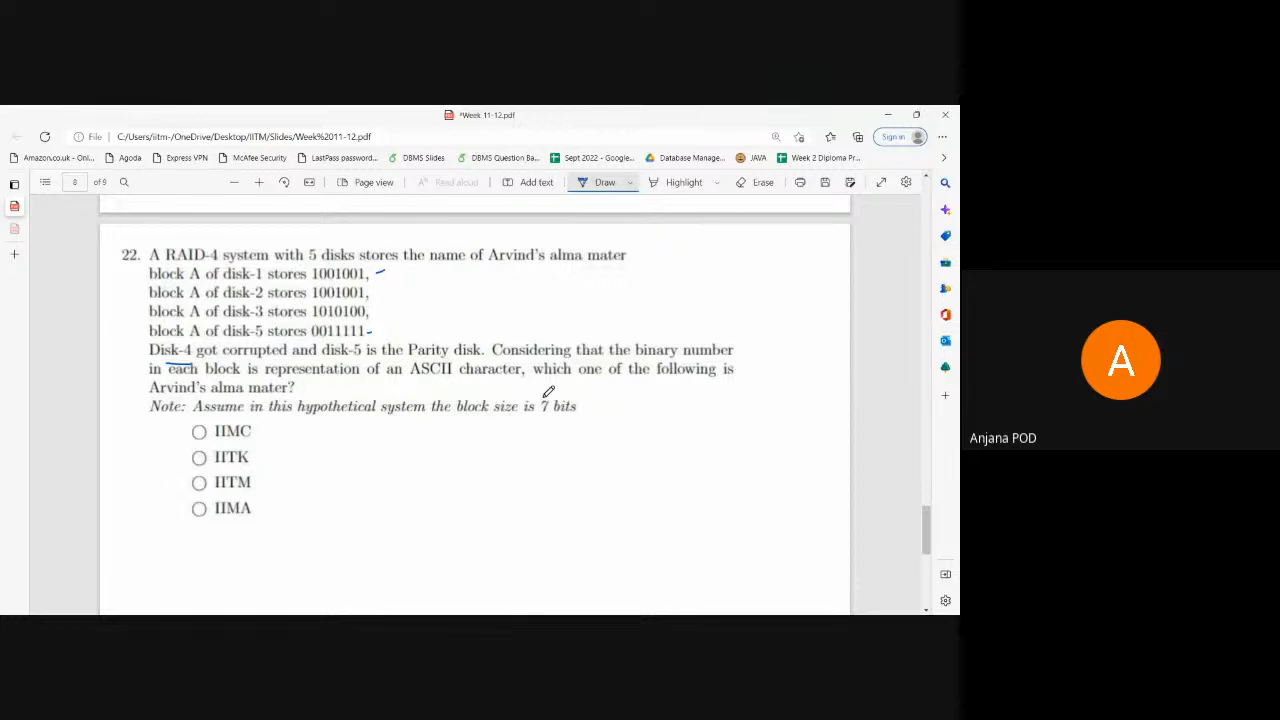 *Week 11-12.pdf
File C:/Users/iitm-/OneDrive/Desktop/IITM/Slides/Week%2011-12.pdf
Sign in
Amazon.co.uk - Onl... Agoda Express VPN McAfee Security LastPass password... DBMS Slides DBMS Question Ba... Sept 2022 - Google... Database Manage... JAVA Week 2 Diploma Pr...
8 of 9 Page view Read aloud Add text Draw Highlight Erase
22. A RAID-4 system with 5 disks stores the name of Arvind's alma mater
block A of disk-1 stores 1001001,
block A of disk-2 stores 1001001,
block A of disk-3 stores 1010100,
block A of disk-5 stores 0011111
Disk-4 got corrupted and disk-5 is the Parity disk. Considering that the binary number
in each block is representation of an ASCII character, which one of the following is
Arvind's alma mater?
Note: Assume in this hypothetical system the block size is 7 bits
IIMC
IITK
IITM
IIMA
A
Anjana POD